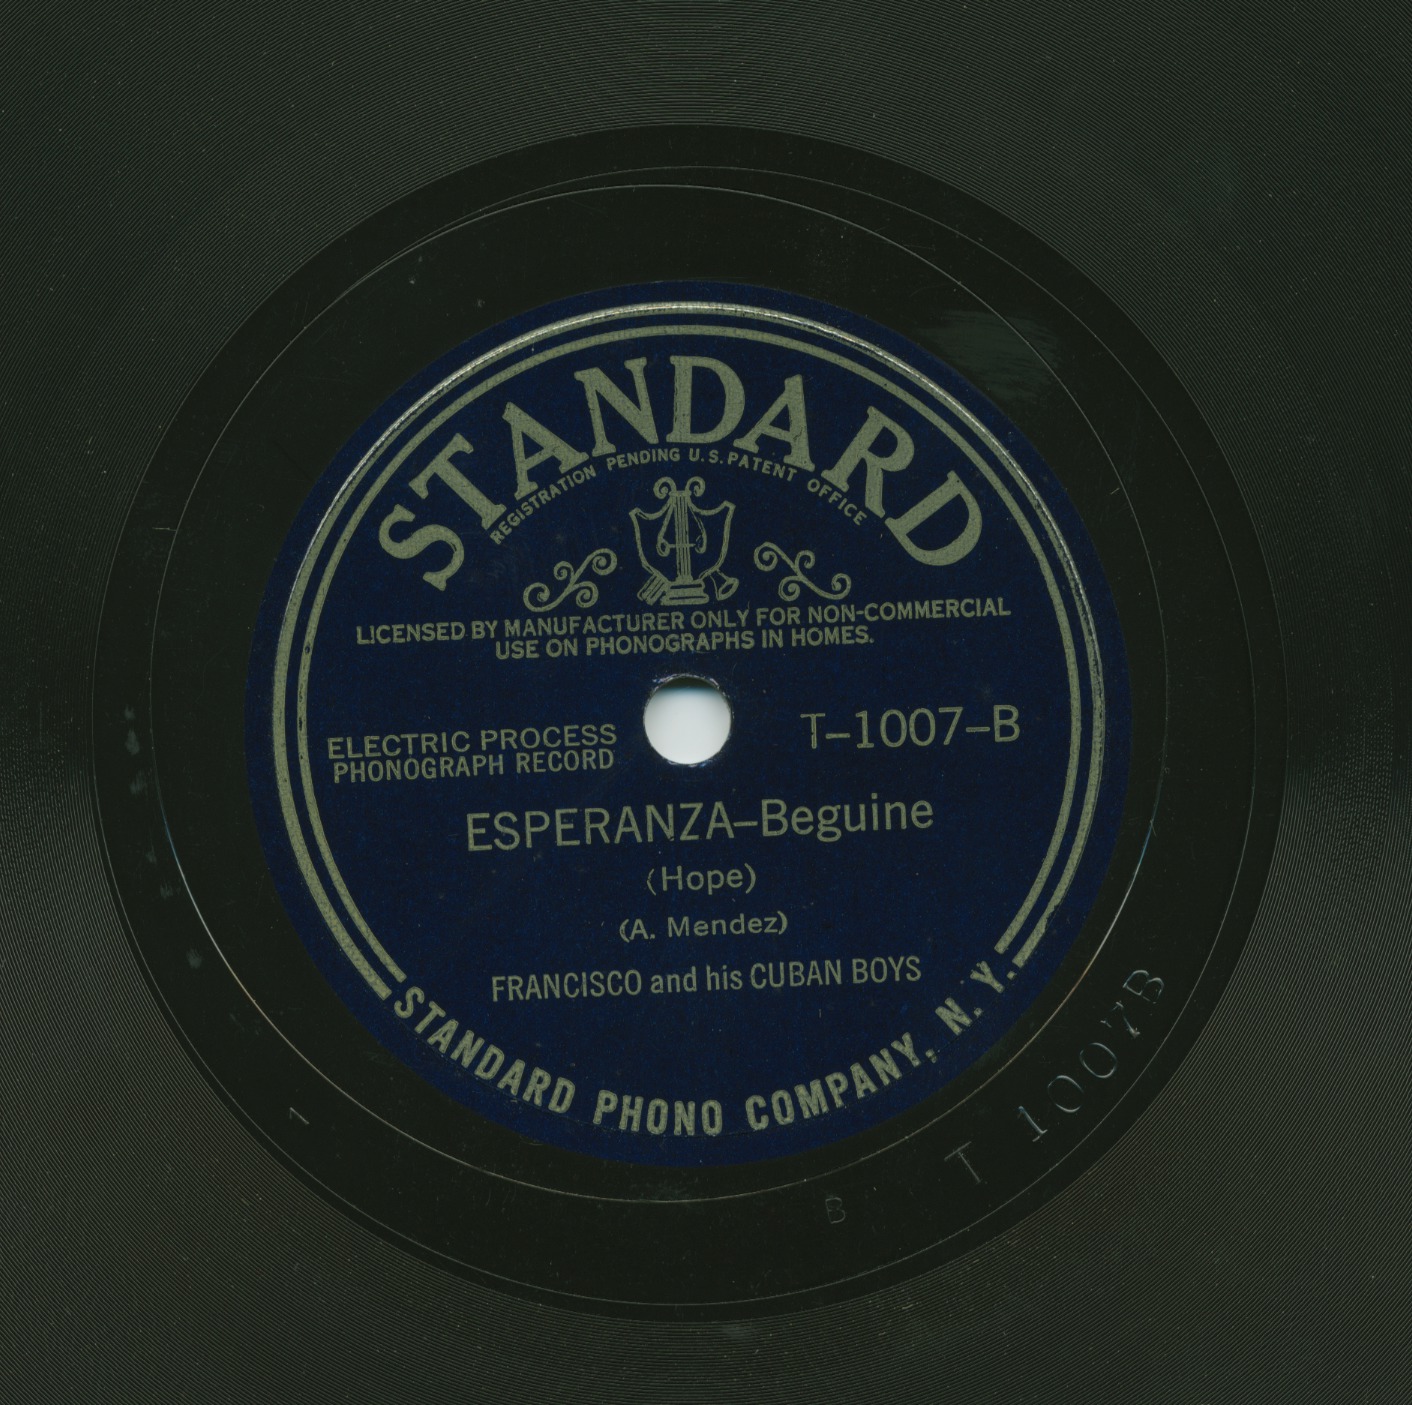 STANDARD
REGISTRATION PENDING U.S. PATENT OFFICE
LICENSED BY MANUFACTURER ONLY FOR NON-COMMERCIAL
USE ON PHONOGRAPHS IN HOMES.
ELECTRIC PROCESS
PHONOGRAPH RECORD
T-1007-B
ESPERANZA-Beguine
(Hope)
(A. Mendez)
FRANCISCO and his CUBAN BOYS
STANDARD PHONO COMPANY, N. Y.
B T 1007B
1